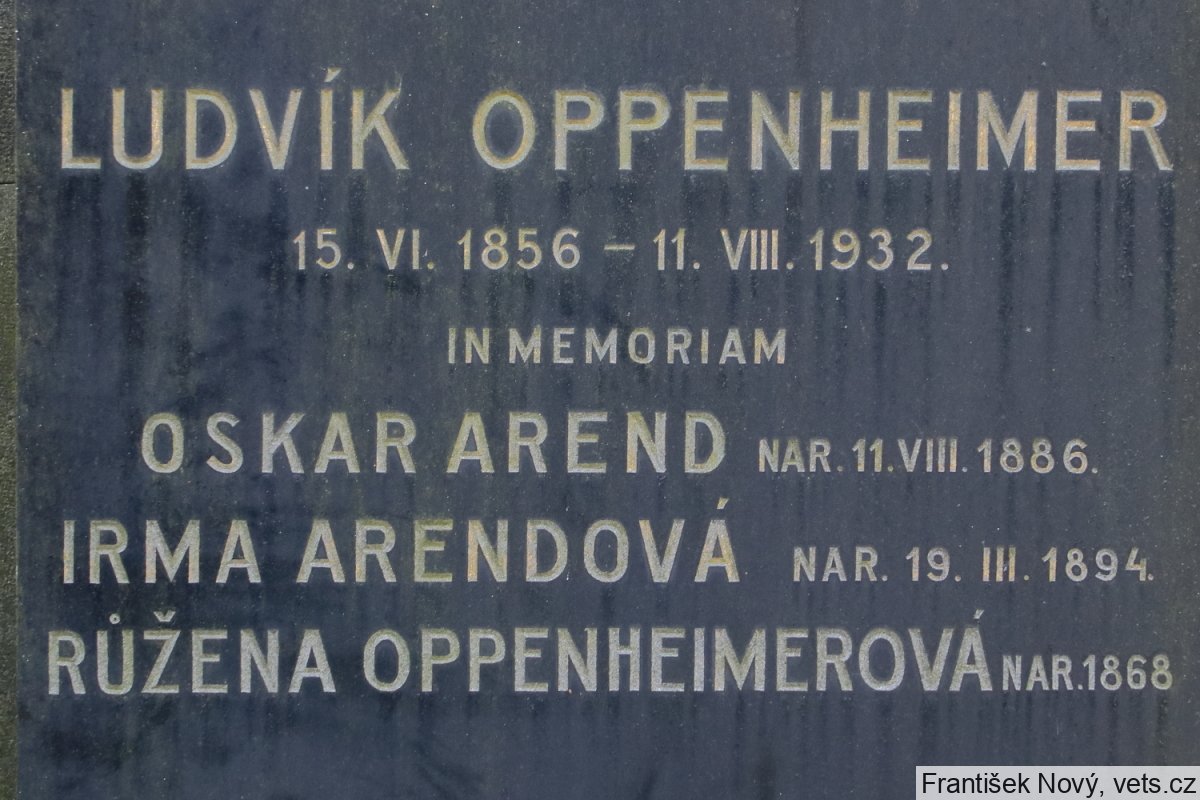 LUDVÍK OPPENHEIMER
15. VI. 1856 – 11. VIII. 1932.
IN MEMORIAM
OSKAR AREND NAR. 11. VIII. 1886.
IRMA ARENDOVÁ NAR. 19. III. 1894.
RŮŽENA OPPENHEIMEROVÁ NAR. 1868
František Nový, vets.cz